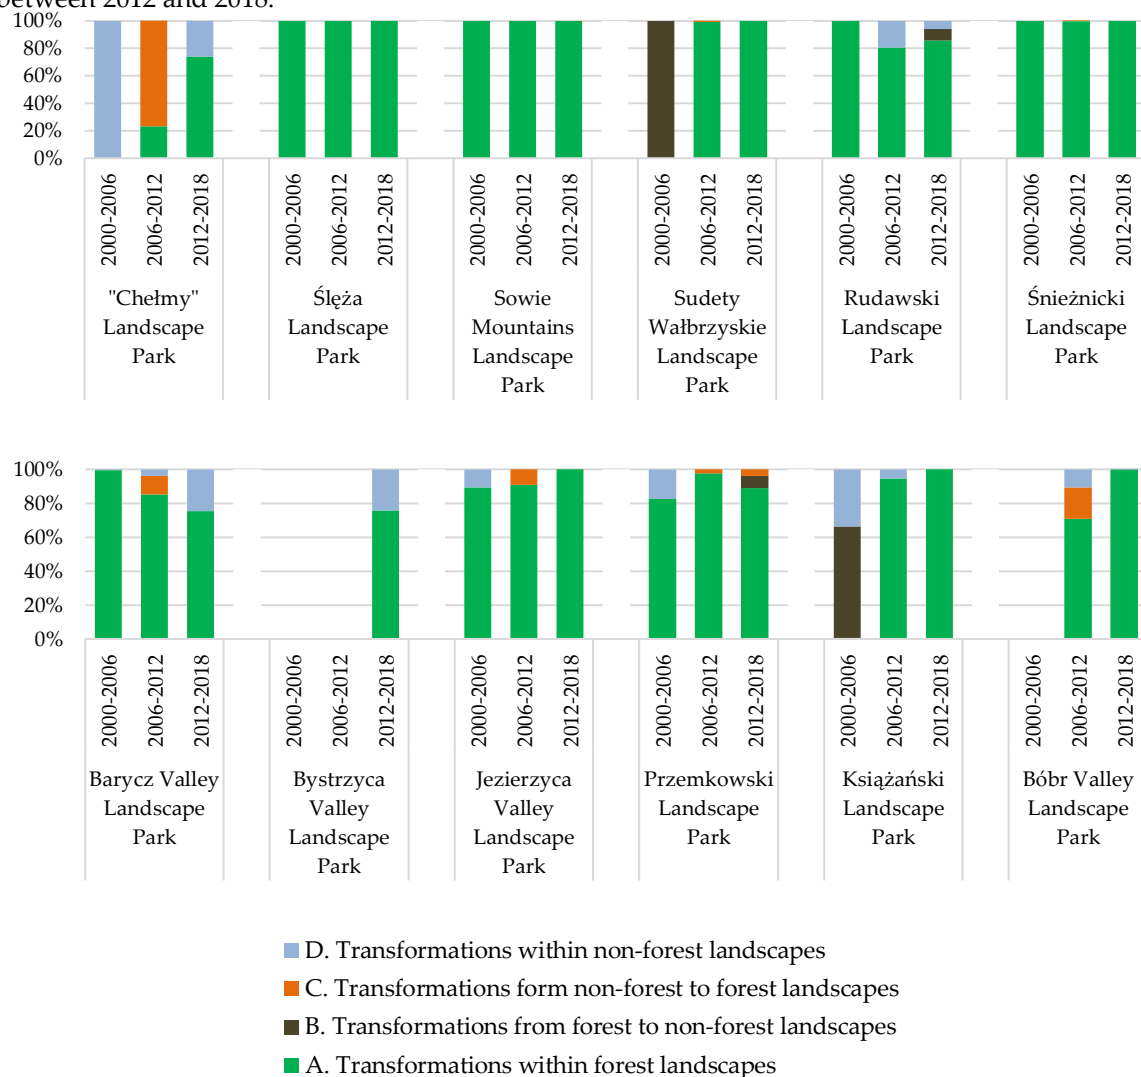 between 2012 and 2018.
100%
80%
60%
40%
20%
0%
2000-2006
2006-2012
2012-2018
2000-2006
2006-2012
2012-2018
2000-2006
2006-2012
2012-2018
2000-2006
2006-2012
2012-2018
2000-2006
2006-2012
2012-2018
2000-2006
2006-2012
2012-2018
"Chełmy"
Landscape
Park
Ślęża
Landscape
Park
Sowie
Mountains
Landscape
Park
Sudety
Wałbrzyskie
Landscape
Park
Rudawski
Landscape
Park
Śnieżnicki
Landscape
Park
100%
80%
60%
40%
20%
0%
2000-2006
2006-2012
2012-2018
2000-2006
2006-2012
2012-2018
2000-2006
2006-2012
2012-2018
2000-2006
2006-2012
2012-2018
2000-2006
2006-2012
2012-2018
2000-2006
2006-2012
2012-2018
Barycz Valley
Landscape
Park
Bystrzyca
Valley
Landscape
Park
Jezierzyca
Valley
Landscape
Park
Przemkowski
Landscape
Park
Książański
Landscape
Park
Bóbr Valley
Landscape
Park
D. Transformations within non-forest landscapes
C. Transformations form non-forest to forest landscapes
B. Transformations from forest to non-forest landscapes
A. Transformations within forest landscapes